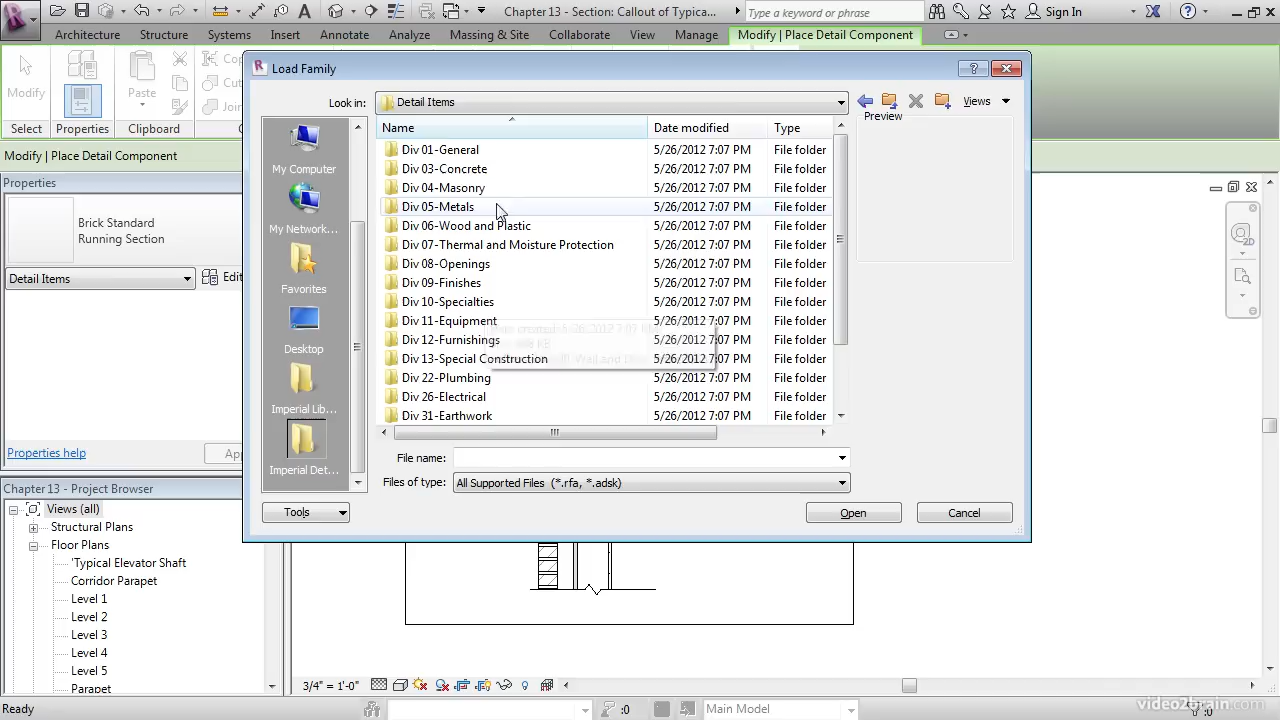 Chapter 13 - Section: Callout of Typica...
Type a keyword or phrase
Sign In
Architecture
Structure
Systems
Insert
Annotate
Analyze
Massing & Site
Collaborate
View
Manage
Modify | Place Detail Component
Modify
Paste
Select
Properties
Clipboard
Modify | Place Detail Component
Properties
Brick Standard
Running Section
Detail Items
Properties help
Chapter 13 - Project Browser
Views (all)
Structural Plans
Floor Plans
'Typical Elevator Shaft
Corridor Parapet
Level 1
Level 2
Level 3
Level 4
Level 5
Parapet
Load Family
Look in:
Detail Items
Views
Preview
My Computer
My Network...
Favorites
Desktop
Imperial Lib...
Imperial Det...
Name Date modified Type
Div 01-General 5/26/2012 7:07 PM File folder
Div 03-Concrete 5/26/2012 7:07 PM File folder
Div 04-Masonry 5/26/2012 7:07 PM File folder
Div 05-Metals 5/26/2012 7:07 PM File folder
Div 06-Wood and Plastic 5/26/2012 7:07 PM File folder
Div 07-Thermal and Moisture Protection 5/26/2012 7:07 PM File folder
Div 08-Openings 5/26/2012 7:07 PM File folder
Div 09-Finishes 5/26/2012 7:07 PM File folder
Div 10-Specialties 5/26/2012 7:07 PM File folder
Div 11-Equipment 5/26/2012 7:07 PM File folder
Div 12-Furnishings 5/26/2012 7:07 PM File folder
Div 13-Special Construction 5/26/2012 7:07 PM File folder
Div 22-Plumbing 5/26/2012 7:07 PM File folder
Div 26-Electrical 5/26/2012 7:07 PM File folder
Div 31-Earthwork 5/26/2012 7:07 PM File folder
File name:
Files of type: All Supported Files (*.rfa, *.adsk)
Tools
Open
Cancel
3/4" = 1'-0"
Ready
:0
Main Model
:0
video2brain.com